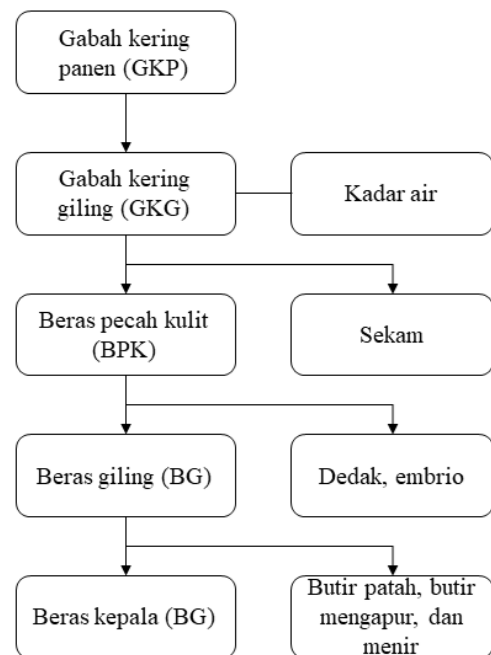 Gabah kering
panen (GKP)
Gabah kering
giling (GKG)
Kadar air
Beras pecah kulit
(BPK)
Sekam
Beras giling (BG)
Dedak, embrio
Beras kepala (BG)
Butir patah, butir
mengapur, dan
menir